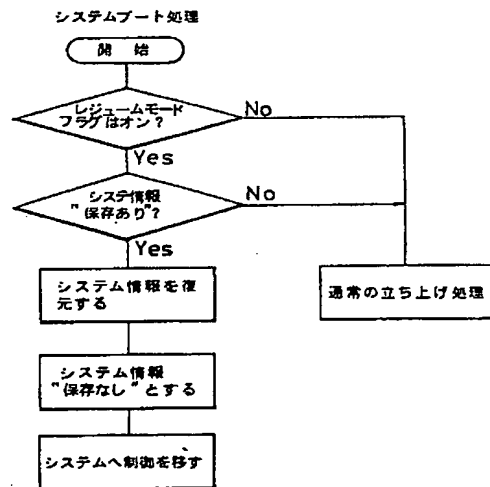 システムブート処理
開始
レジュームモード
フラグはオン?
No
Yes
システ情報
"保存あり"?
No
Yes
システム情報を復
元する
通常の立ち上げ処理
システム情報
"保存なし"とする
システムへ制御を移す